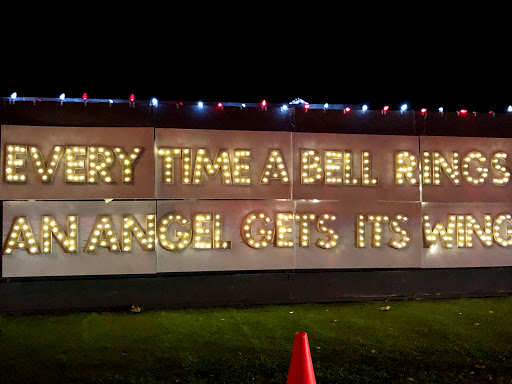 EVERY TIME A BELL RINGS
AN ANGEL GETS ITS WING